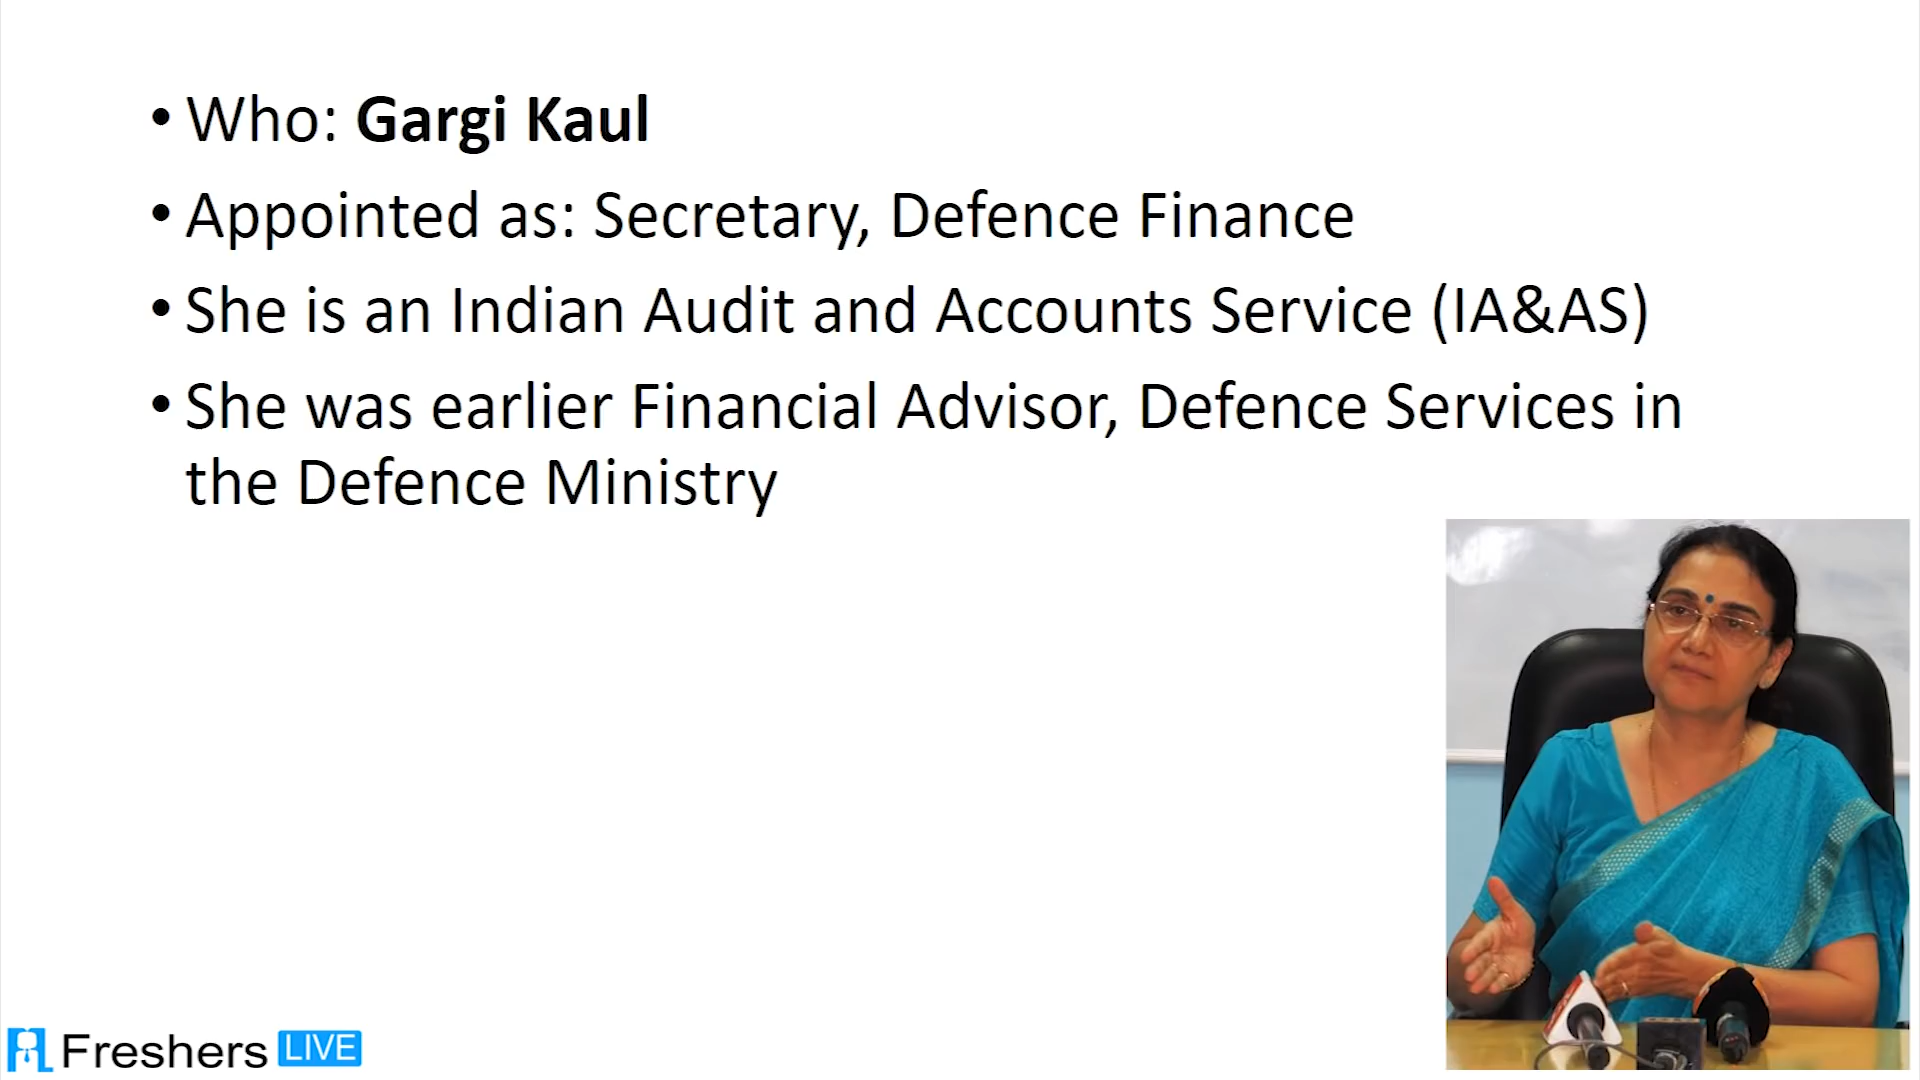 • Who: Gargi Kaul
• Appointed as: Secretary, Defence Finance
• She is an Indian Audit and Accounts Service (IA&AS)
• She was earlier Financial Advisor, Defence Services in
the Defence Ministry
Freshers LIVE